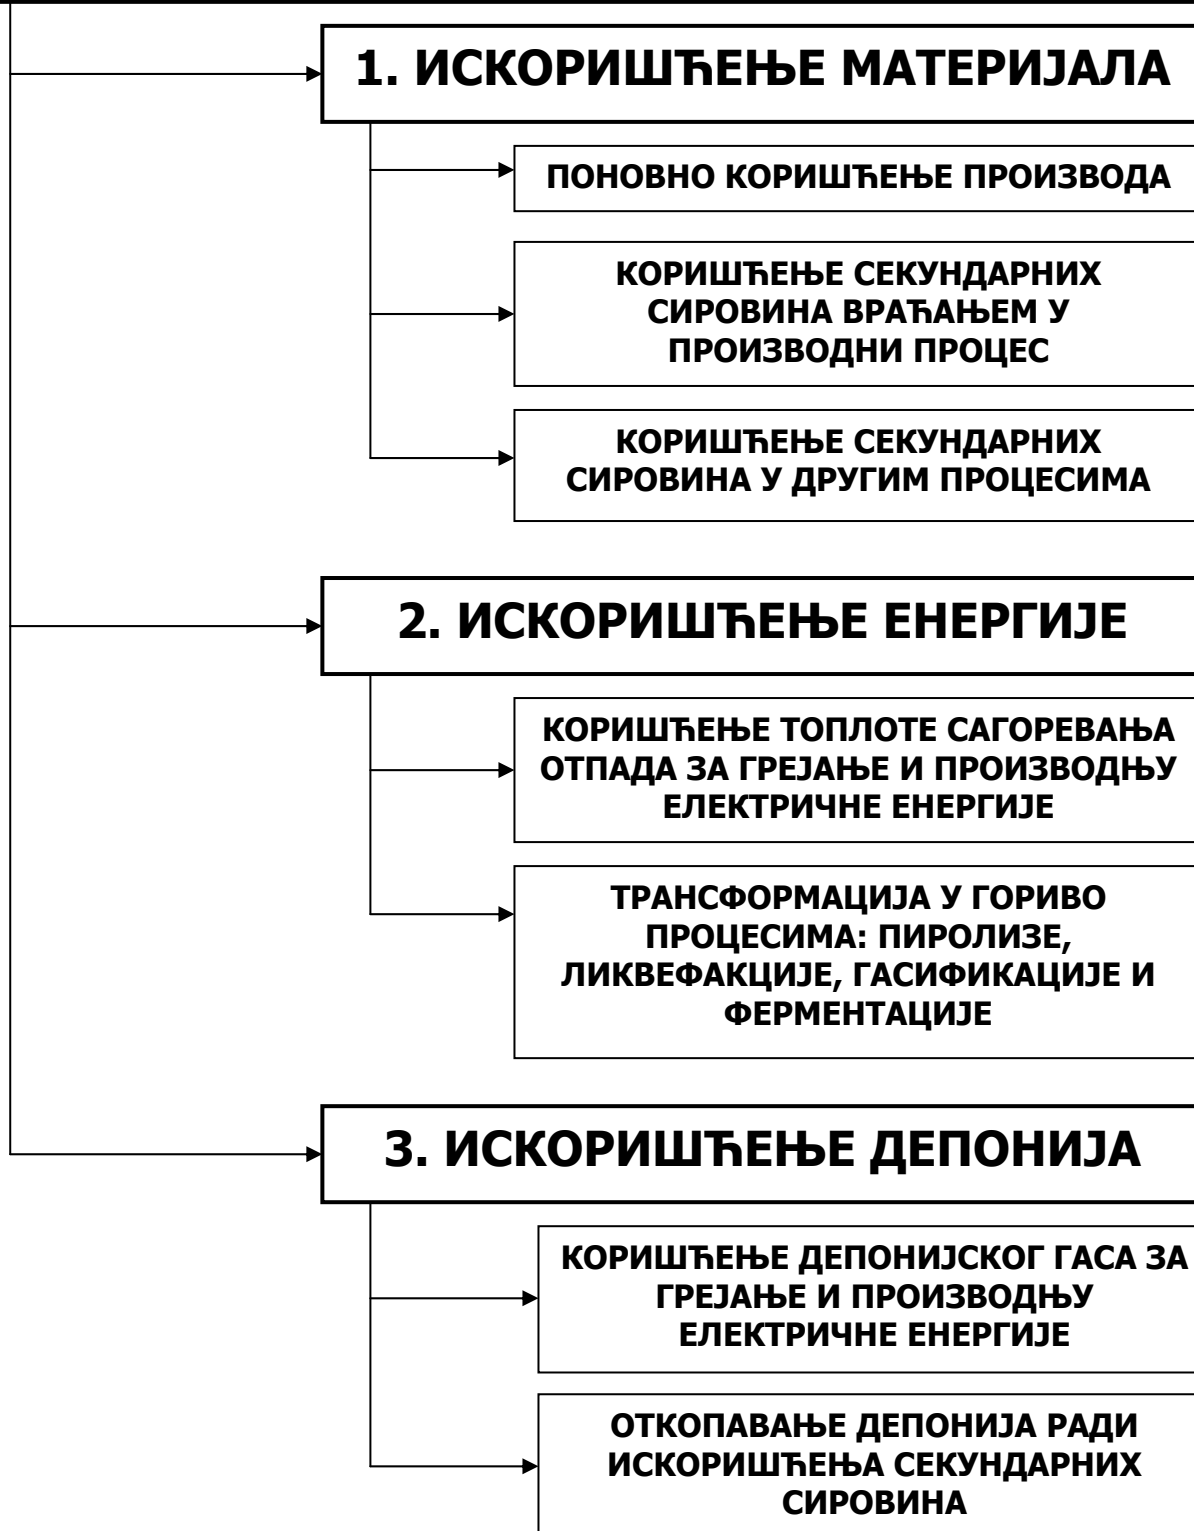 1. ИСКОРИШЋЕЊЕ МАТЕРИЈАЛА
ПОНОВНО КОРИШЋЕЊЕ ПРОИЗВОДА
КОРИШЋЕЊЕ СЕКУНДАРНИХ
СИРОВИНА ВРАЋАЊЕМ У
ПРОИЗВОДНИ ПРОЦЕС
КОРИШЋЕЊЕ СЕКУНДАРНИХ
СИРОВИНА У ДРУГИМ ПРОЦЕСИМА
2. ИСКОРИШЋЕЊЕ ЕНЕРГИЈЕ
КОРИШЋЕЊЕ ТОПЛОТЕ САГОРЕВАЊА
ОТПАДА ЗА ГРЕЈАЊЕ И ПРОИЗВОДЊУ
ЕЛЕКТРИЧНЕ ЕНЕРГИЈЕ
ТРАНСФОРМАЦИЈА У ГОРИВО
ПРОЦЕСИМА: ПИРОЛИЗЕ,
ЛИКВЕФАКЦИЈЕ, ГАСИФИКАЦИЈЕ И
ФЕРМЕНТАЦИЈЕ
3. ИСКОРИШЋЕЊЕ ДЕПОНИЈА
КОРИШЋЕЊЕ ДЕПОНИЈСКОГ ГАСА ЗА
ГРЕЈАЊЕ И ПРОИЗВОДЊУ
ЕЛЕКТРИЧНЕ ЕНЕРГИЈЕ
ОТКОПАВАЊЕ ДЕПОНИЈА РАДИ
ИСКОРИШЋЕЊА СЕКУНДАРНИХ
СИРОВИНА